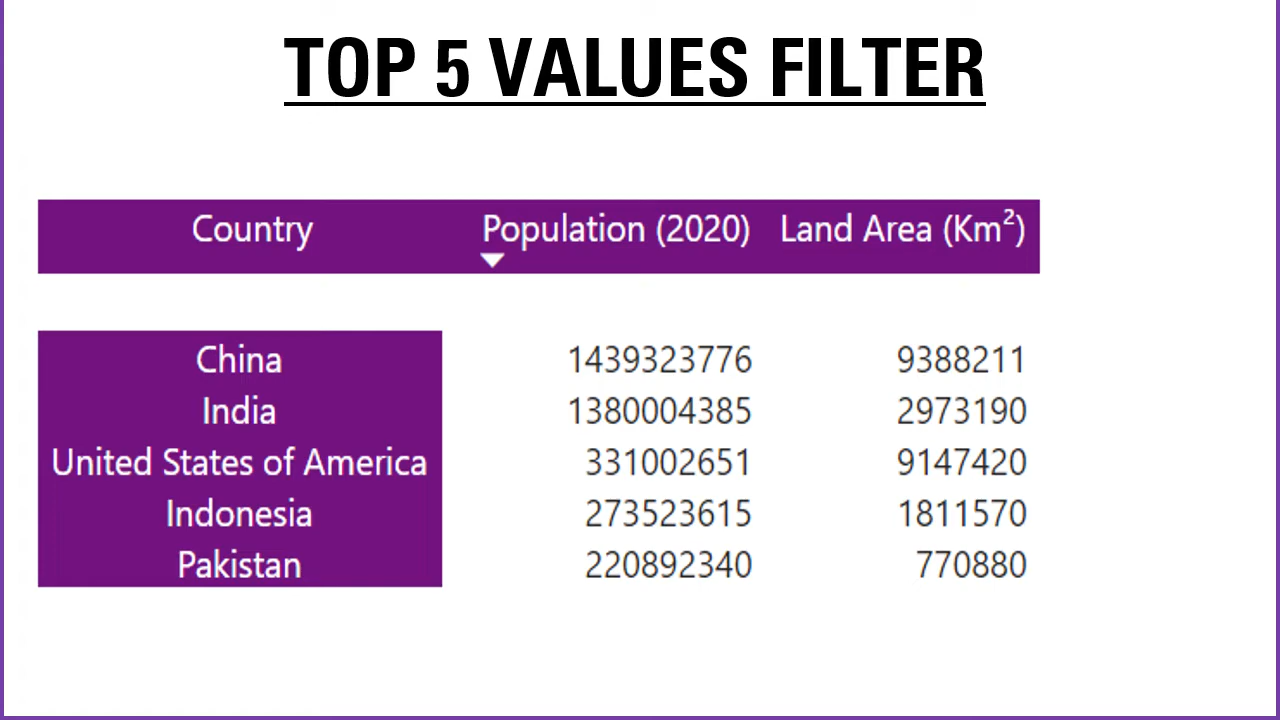 TOP 5 VALUES FILTER
Country Population (2020) Land Area (Km²)
China 1439323776 9388211
India 1380004385 2973190
United States of America 331002651 9147420
Indonesia 273523615 1811570
Pakistan 220892340 770880